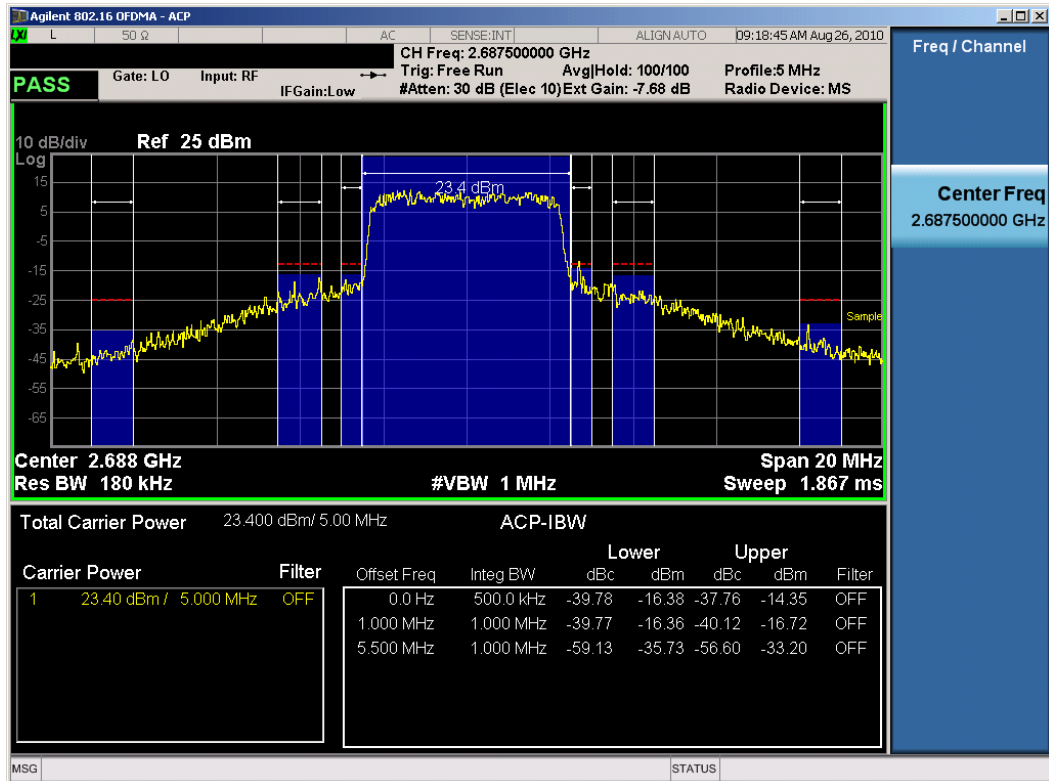 Agilent 802.16 OFDMA - ACP
LXI L 50 Ω AC SENSE:INT ALIGN AUTO 09:18:45 AM Aug 26, 2010
CH Freq: 2.687500000 GHz
PASS Gate: LO Input: RF Trig: Free Run Avg|Hold: 100/100 Profile:5 MHz
IFGain:Low #Atten: 30 dB (Elec 10) Ext Gain: -7.68 dB Radio Device: MS
Freq / Channel
Center Freq
2.687500000 GHz
10 dB/div Ref 25 dBm
Log
15
5
-5
-15
-25
-35
-45
-55
-65
23.4 dBm
Sample
Center 2.688 GHz Span 20 MHz
Res BW 180 kHz #VBW 1 MHz Sweep 1.867 ms
Total Carrier Power 23.400 dBm/ 5.00 MHz ACP-IBW
Lower Upper
Carrier Power Filter Offset Freq Integ BW dBc dBm dBc dBm Filter
1 23.40 dBm / 5.000 MHz OFF 0.0 Hz 500.0 kHz -39.78 -16.38 -37.76 -14.35 OFF
1.000 MHz 1.000 MHz -39.77 -16.36 -40.12 -16.72 OFF
5.500 MHz 1.000 MHz -59.13 -35.73 -56.60 -33.20 OFF
MSG STATUS